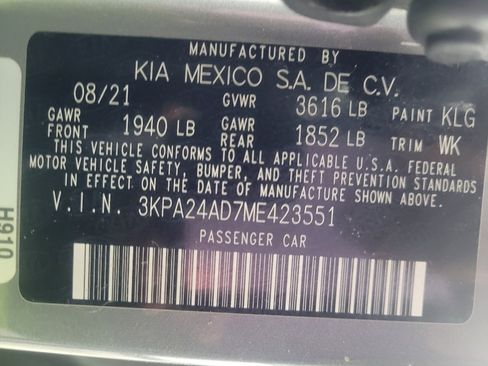 MANUFACTURED BY
KIA MEXICO S.A. DE C.V.
08/21 GVWR 3616 LB PAINT KLG
GAWR FRONT 1940 LB GAWR REAR 1852 LB TRIM WK
THIS VEHICLE CONFORMS TO ALL APPLICABLE U.S.A. FEDERAL
MOTOR VEHICLE SAFETY, BUMPER, AND THEFT PREVENTION STANDARDS
IN EFFECT ON THE DATE OF MANUFACTURE SHOWN ABOVE.
V.I.N. 3KPA24AD7ME423551
PASSENGER CAR
H910